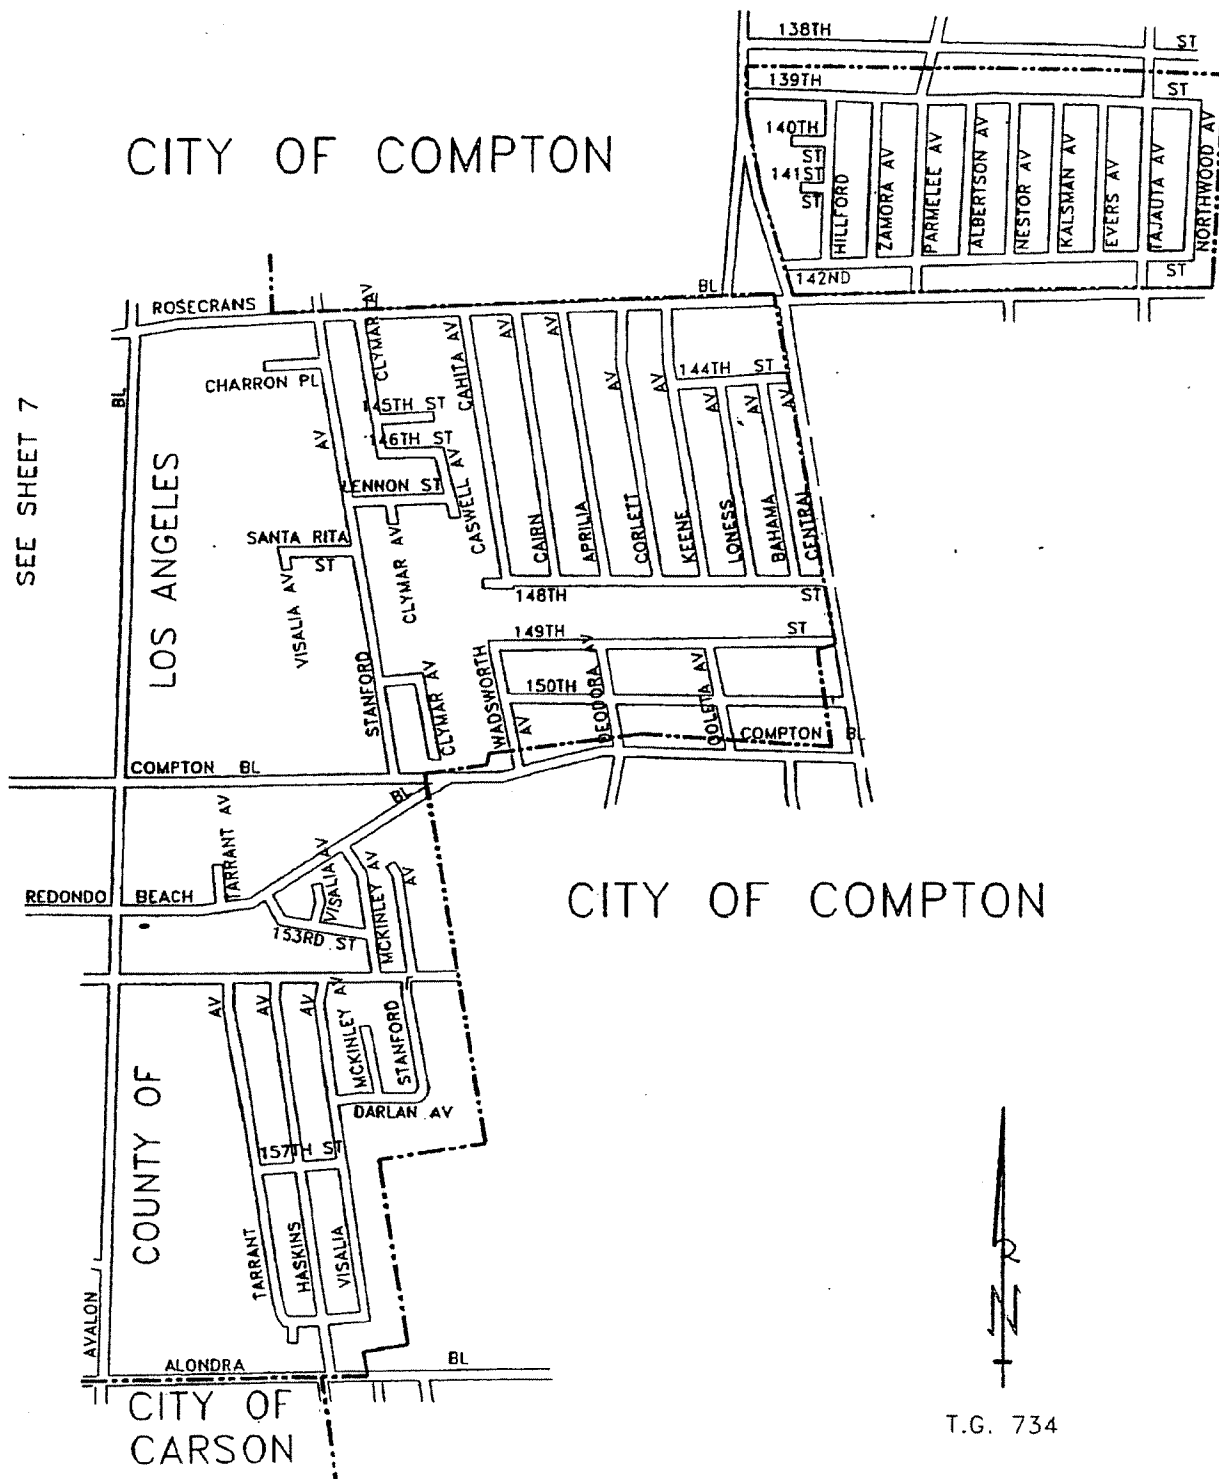 138TH
ST
139TH
ST
CITY OF COMPTON
140TH
ST
141ST
ST
HILLFORD
ZAMORA AV
PARMELEE AV
ALBERTSON AV
NESTOR AV
KALSMAN AV
EVERS AV
TAJAUTA AV
NORTHWOOD AV
142ND
ST
ROSECRANS
BL
CLYMAR AV
CAHITA AV
AV
AV
CHARRON PL
144TH ST
BL
145TH ST
AV
AV
AV
AV
AV
SEE SHEET 7
AV
146TH ST
LENNON ST
CASWELL AV
CAIRN
APRILIA
CORLETT
KEENE
LONESS
BAHAMA
CENTRAL
LOS ANGELES
SANTA RITA
ST
VISALIA AV
CLYMAR AV
148TH
ST
149TH
ST
STANFORD
CLYMAR AV
WADSWORTH
AV
150TH
DEODORA AV
OOLETA AV
COMPTON BL
COMPTON BL
BL
TARRANT AV
REDONDO BEACH
VISALIA AV
MCKINLEY AV
AV
153RD ST
CITY OF COMPTON
AV
AV
AV
MCKINLEY AV
STANFORD
DARLAN AV
COUNTY OF
157TH ST
TARRANT
HASKINS
VISALIA
AVALON
ALONDRA
BL
CITY OF
CARSON
N
T.G. 734